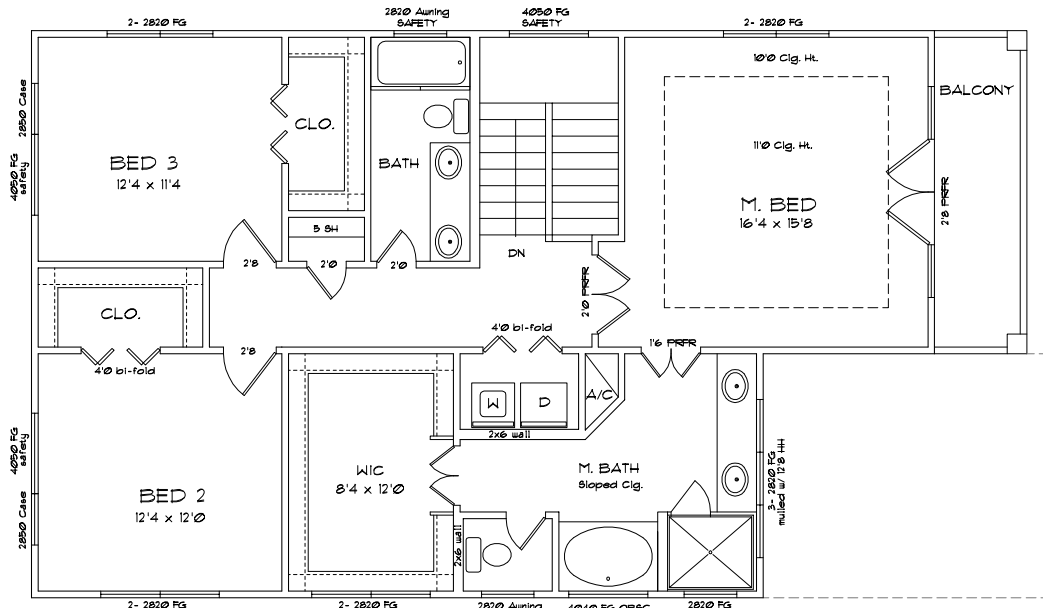 2- 2820 FG
2820 Awning
SAFETY
4050 FG
SAFETY
2- 2820 FG
10'0 Clg. Ht.
BALCONY
2850 Case
4050 FG
safety
CLO.
BED 3
12'4 x 11'4
BATH
11'0 Clg. Ht.
M. BED
16'4 x 15'8
2'8 PRFR
5 SH
DN
2'8
2'0
2'0
2'0 PRFR
CLO.
4'0 bi-fold
1'6 PRFR
2'8
4'0 bi-fold
A/C
W
D
2x6 wall
4050 FG
safety
2850 Case
WIC
8'4 x 12'0
M. BATH
Sloped Clg.
3- 2820 FG
mulled w/ 12'8 HH
BED 2
12'4 x 12'0
2x6 wall
2- 2820 FG
2- 2820 FG
2820 Awning
4040 FG OBSC
2820 FG